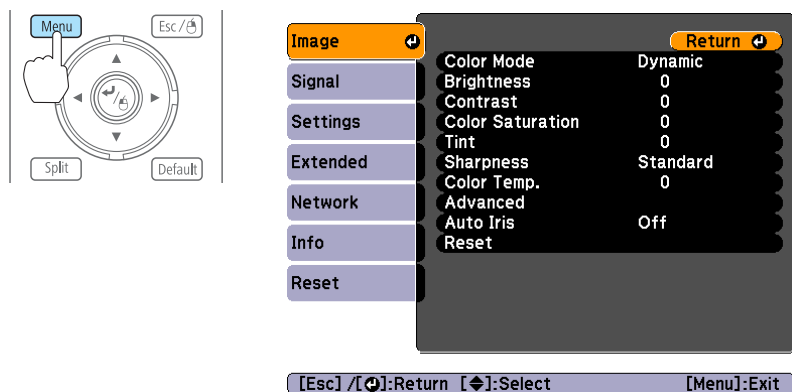 Menu
Esc /
Split
Default
Image
Signal
Settings
Extended
Network
Info
Reset
Return
Color Mode Dynamic
Brightness 0
Contrast 0
Color Saturation 0
Tint 0
Sharpness Standard
Color Temp. 0
Advanced
Auto Iris Off
Reset
[Esc] /[⏎]:Return [◆]:Select [Menu]:Exit